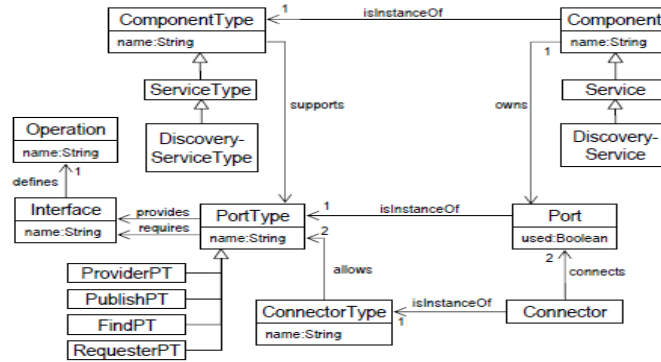 ComponentType
name:String
1
isInstanceOf
Component
name:String
1
ServiceType
supports
owns
Service
Operation
name:String
Discovery-
ServiceType
Discovery-
Service
1
defines
Interface
name:String
provides
requires
PortType
name:String
1
isInstanceOf
Port
used:Boolean
2
2
ProviderPT
allows
connects
PublishPT
FindPT
RequesterPT
ConnectorType
name:String
isInstanceOf
1
Connector